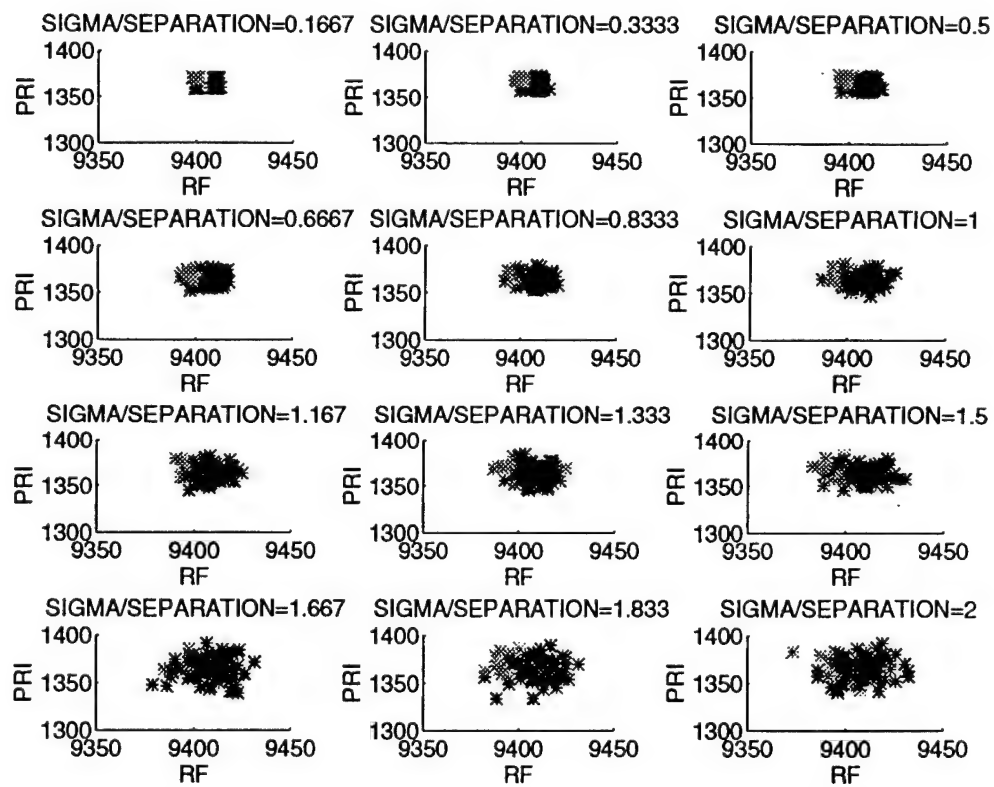 SIGMA/SEPARATION=0.1667
SIGMA/SEPARATION=0.3333
SIGMA/SEPARATION=0.5
1400
1350
1300
PRI
9350
9400
9450
RF
1400
1350
1300
PRI
9350
9400
9450
RF
1400
1350
1300
PRI
9350
9400
9450
RF
SIGMA/SEPARATION=0.6667
SIGMA/SEPARATION=0.8333
SIGMA/SEPARATION=1
1400
1350
1300
PRI
9350
9400
9450
RF
1400
1350
1300
PRI
9350
9400
9450
RF
1400
1350
1300
PRI
9350
9400
9450
RF
SIGMA/SEPARATION=1.167
SIGMA/SEPARATION=1.333
SIGMA/SEPARATION=1.5
1400
1350
1300
PRI
9350
9400
9450
RF
1400
1350
1300
PRI
9350
9400
9450
RF
1400
1350
1300
PRI
9350
9400
9450
RF
SIGMA/SEPARATION=1.667
SIGMA/SEPARATION=1.833
SIGMA/SEPARATION=2
1400
1350
1300
PRI
9350
9400
9450
RF
1400
1350
1300
PRI
9350
9400
9450
RF
1400
1350
1300
PRI
9350
9400
9450
RF